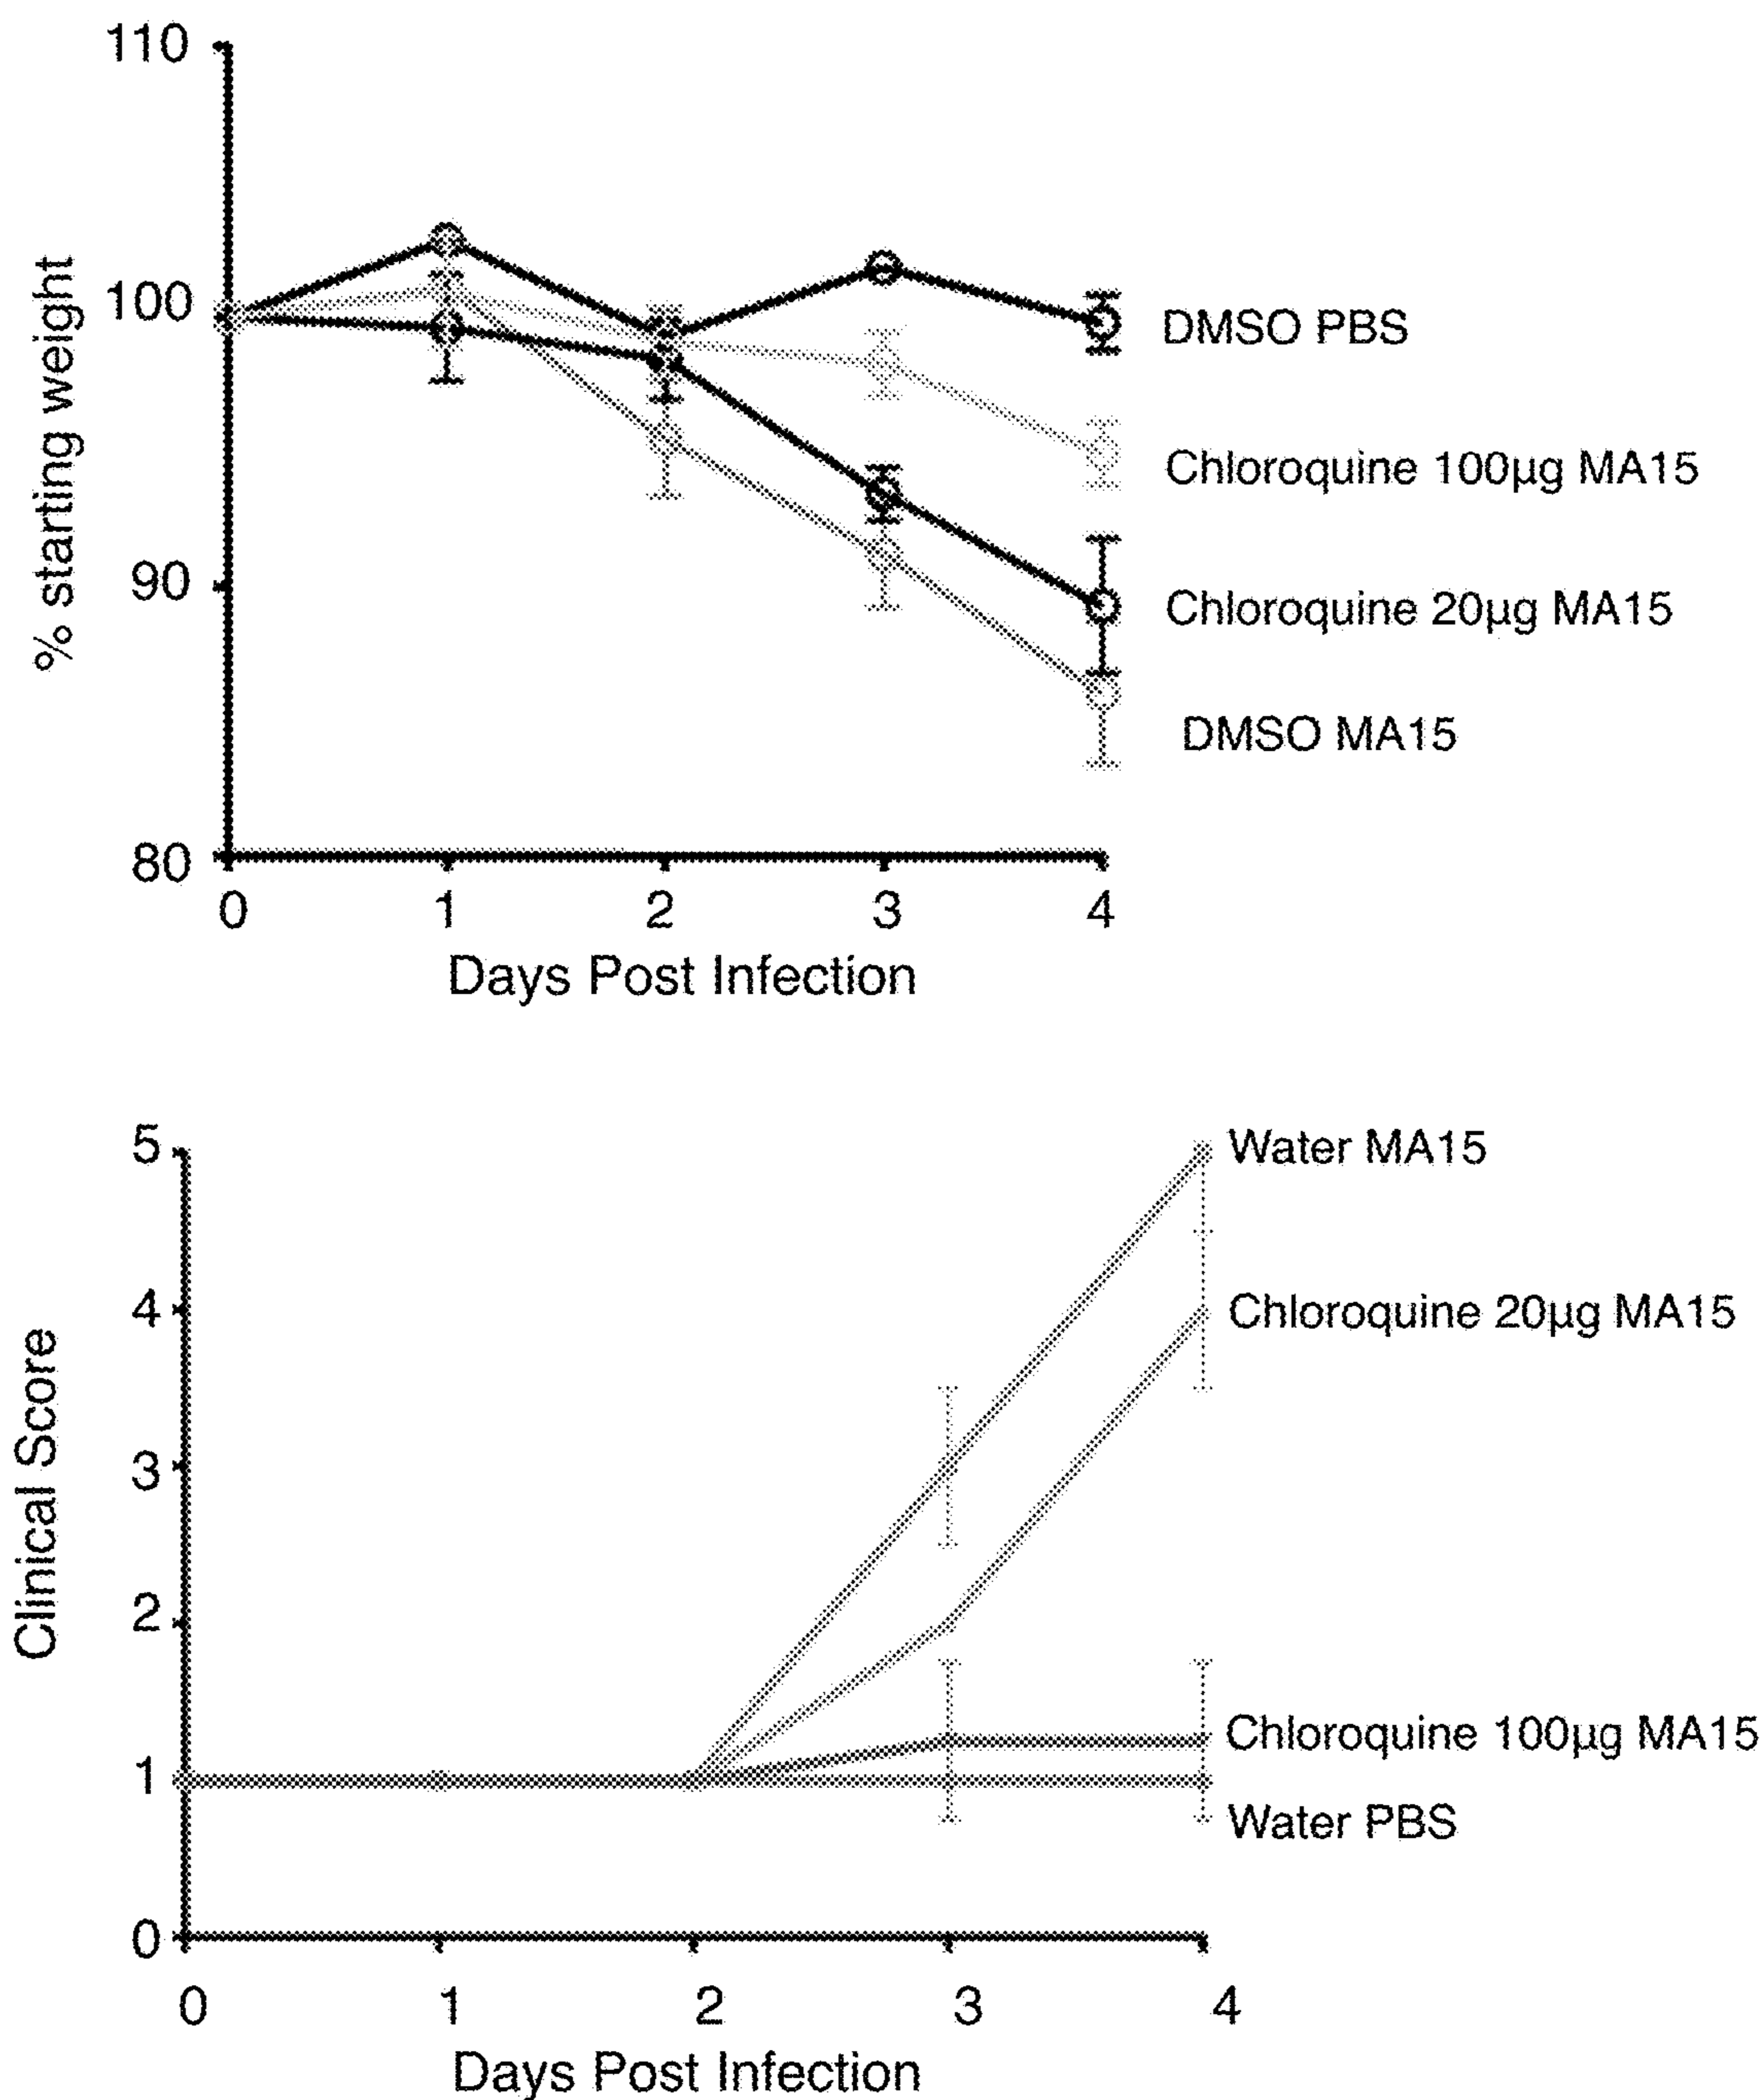 110
100
90
80
% starting weight
DMSO PBS
Chloroquine 100µg MA15
Chloroquine 20µg MA15
DMSO MA15
0 1 2 3 4
Days Post Infection
5
4
3
2
1
0
Clinical Score
Water MA15
Chloroquine 20µg MA15
Chloroquine 100µg MA15
Water PBS
0 1 2 3 4
Days Post Infection